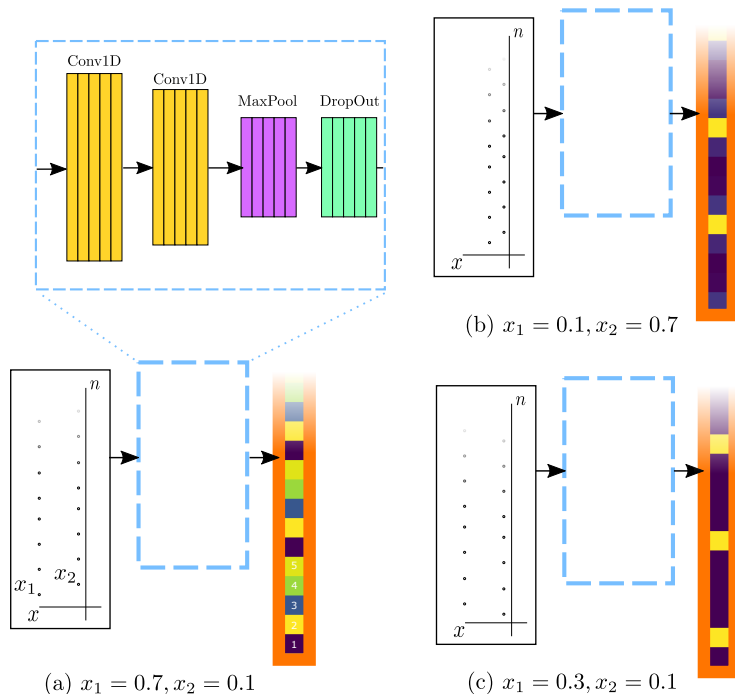 Conv1D
Conv1D
MaxPool
DropOut
n
x
(b) x₁ = 0.1, x₂ = 0.7
n
x₁
x₂
x
5
4
3
2
1
(a) x₁ = 0.7, x₂ = 0.1
n
x
(c) x₁ = 0.3, x₂ = 0.1